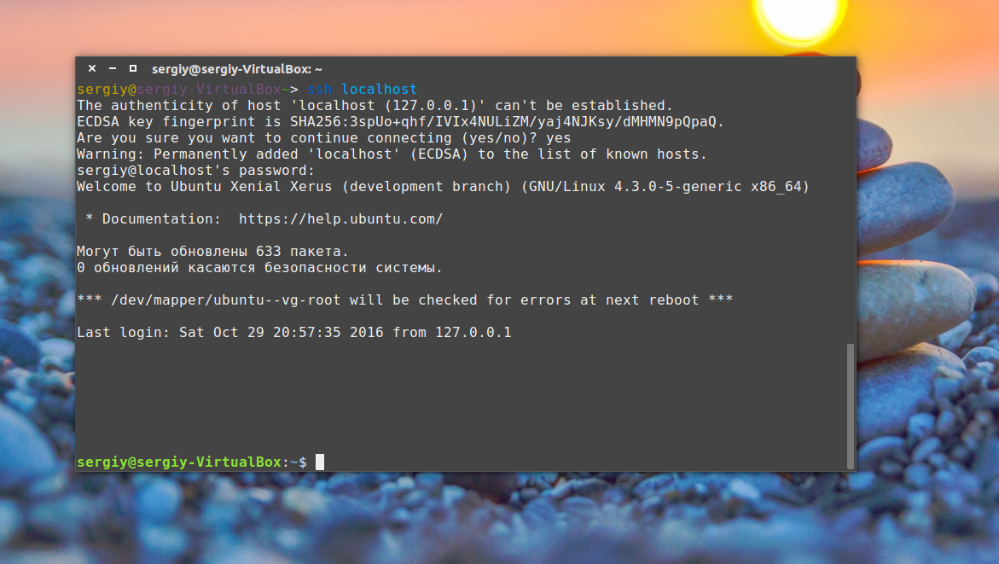 sergiy@sergiy-VirtualBox: ~
sergiy@sergiy-VirtualBox~> ssh localhost
The authenticity of host 'localhost (127.0.0.1)' can't be established.
ECDSA key fingerprint is SHA256:3spUo+qhf/IVIx4NULiZM/yaj4NJKsy/dMHMN9pQpaQ.
Are you sure you want to continue connecting (yes/no)? yes
Warning: Permanently added 'localhost' (ECDSA) to the list of known hosts.
sergiy@localhost's password:
Welcome to Ubuntu Xenial Xerus (development branch) (GNU/Linux 4.3.0-5-generic x86_64)
* Documentation:  https://help.ubuntu.com/
Могут быть обновлены 633 пакета.
0 обновлений касаются безопасности системы.
*** /dev/mapper/ubuntu--vg-root will be checked for errors at next reboot ***
Last login: Sat Oct 29 20:57:35 2016 from 127.0.0.1
sergiy@sergiy-VirtualBox:~$